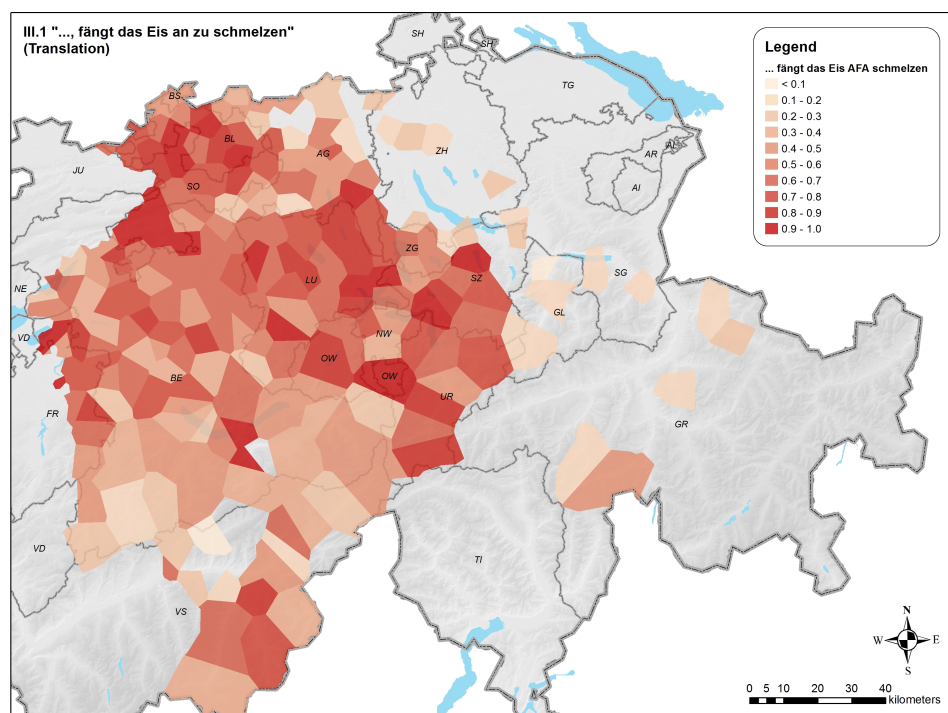 III.1 "..., fängt das Eis an zu schmelzen"
(Translation)
Legend
... fängt das Eis AFA schmelzen
< 0.1
0.1 - 0.2
0.2 - 0.3
0.3 - 0.4
0.4 - 0.5
0.5 - 0.6
0.6 - 0.7
0.7 - 0.8
0.8 - 0.9
0.9 - 1.0
SH
SH
TG
BS
BL
AG
ZH
AI
AR
AI
JU
SO
ZG
LU
SZ
SG
NE
GL
VD
NW
OW
OW
BE
UR
FR
GR
VD
TI
VS
N
W
E
S
0 5 10 20 30 40
kilometers